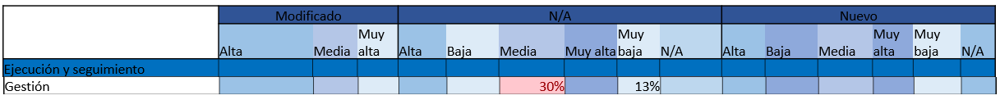 Modificado N/A Nuevo
Alta Media Muy alta Alta Baja Media Muy alta Muy baja N/A Alta Baja Media Muy alta Muy baja N/A
Ejecución y seguimiento
Gestión 30% 13%